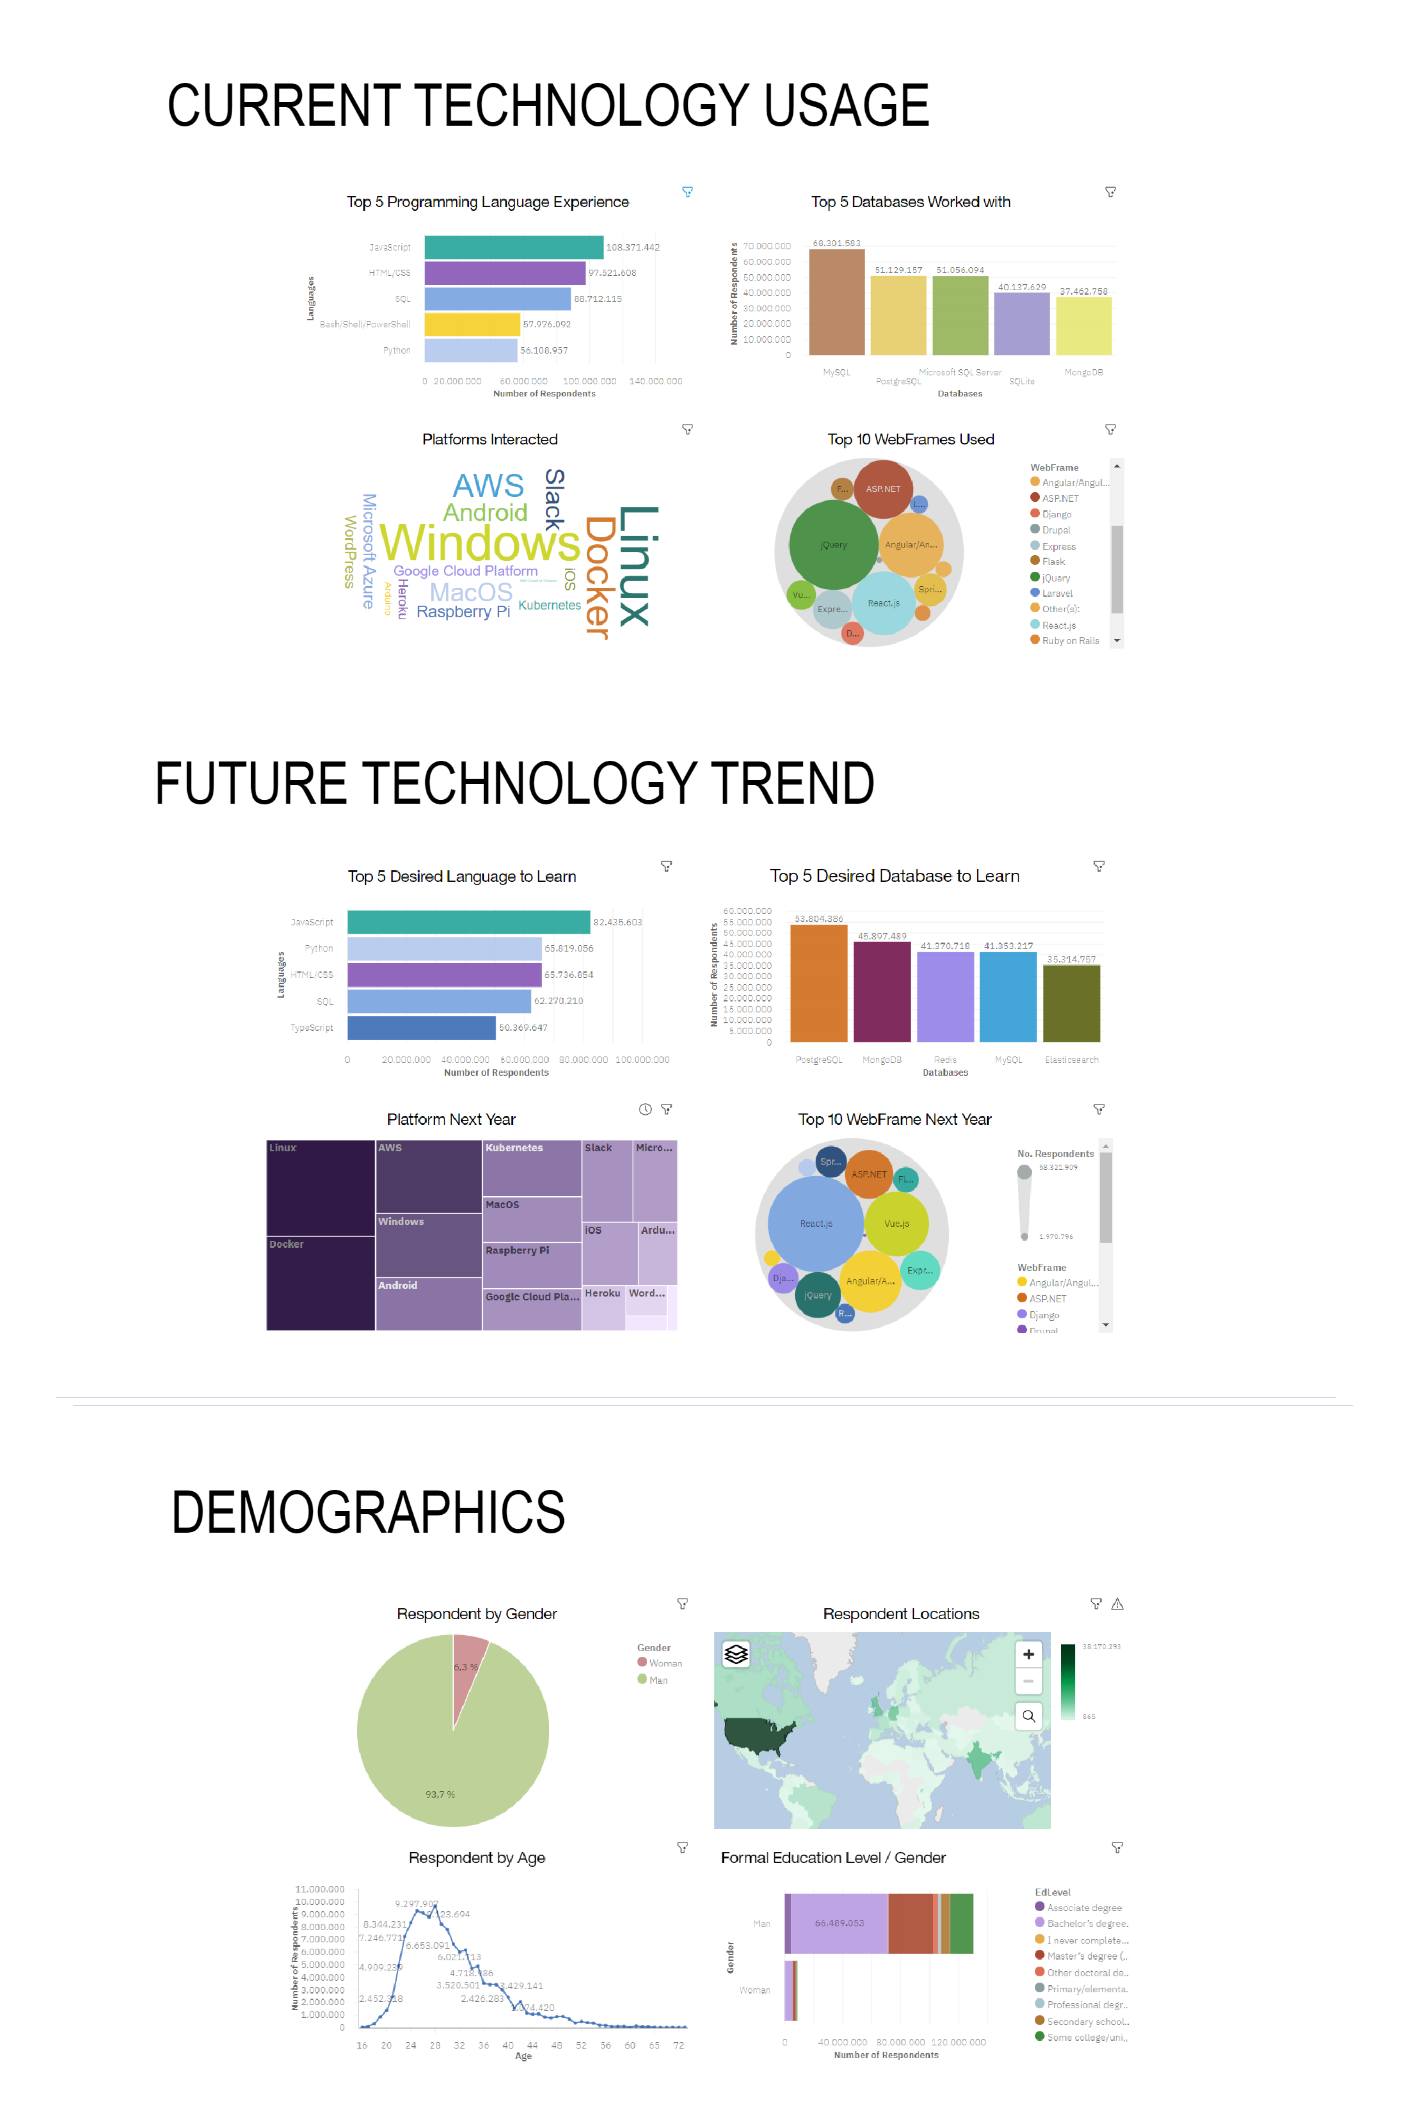 CURRENT TECHNOLOGY USAGE
Top 5 Programming Language Experience
Languages
JavaScript 108.371.442
HTML/CSS 97.521.608
SQL 88.712.115
Bash/Shell/PowerShell 57.976.092
Python 56.108.957
0 20.000.000 60.000.000 100.000.000 140.000.000
Number of Respondents
Top 5 Databases Worked with
Number of Respondents
70.000.000
60.000.000
50.000.000
40.000.000
30.000.000
20.000.000
10.000.000
0
68.301.583
51.129.157 51.056.094
40.137.629 37.462.758
MySQL Microsoft SQL Server MongoDB
PostgreSQL SQLite
Databases
Platforms Interacted
AWS
Slack
Android
Microsoft Azure
WordPress
Windows
Docker
Linux
Google Cloud Platform
iOS
Arduino
Heroku
MacOS
Kubernetes
Raspberry Pi
Top 10 WebFrames Used
F...
ASP.NET
L...
jQuery
Angular/An...
Vu...
Expre...
React.js
Spri...
D...
WebFrame
Angular/Angul...
ASP.NET
Django
Drupal
Express
Flask
jQuery
Laravel
Other(s):
React.js
Ruby on Rails
FUTURE TECHNOLOGY TREND
Top 5 Desired Language to Learn
Languages
JavaScript 82.435.603
Python 65.819.056
HTML/CSS 65.736.854
SQL 62.270.210
TypeScript 50.369.647
0 20.000.000 40.000.000 60.000.000 80.000.000 100.000.000
Number of Respondents
Top 5 Desired Database to Learn
Number of Respondents
60.000.000
55.000.000
50.000.000
45.000.000
40.000.000
35.000.000
30.000.000
25.000.000
20.000.000
15.000.000
10.000.000
5.000.000
0
53.804.386
45.897.489
41.370.718 41.353.217
35.314.757
PostgreSQL MongoDB Redis MySQL Elasticsearch
Databases
Platform Next Year
Linux
AWS
Kubernetes
Slack
Micro...
MacOS
Windows
iOS
Ardu...
Docker
Raspberry Pi
Android
Google Cloud Pla...
Heroku
Word...
Top 10 WebFrame Next Year
Spr...
ASP.NET
Fl...
React.js
Vue.js
Dja...
Angular/A...
Expr...
jQuery
R...
No. Respondents
68.321.909
1.970.796
WebFrame
Angular/Angul...
ASP.NET
Django
Drupal
DEMOGRAPHICS
Respondent by Gender
6,3 %
93,7 %
Gender
Woman
Man
Respondent Locations
38.170.293
865
Respondent by Age
Number of Respondents
11.000.000
10.000.000
9.000.000
8.000.000
7.000.000
6.000.000
5.000.000
4.000.000
3.000.000
2.000.000
1.000.000
0
9.297.907
8.344.231
7.246.771
6.653.091
6.021.713
4.909.239
3.520.501
3.429.141
2.426.283
16 20 24 28 32 36 40 44 48 52 56 60 65 72
Age
Formal Education Level / Gender
Gender
Man 66.489.053
Woman
0 40.000.000 80.000.000 120.000.000
Number of Respondents
EdLevel
Associate degree
Bachelor's degree.
I never complete...
Master's degree (..
Other doctoral de..
Primary/elementa.
Professional degr..
Secondary school..
Some college/uni..